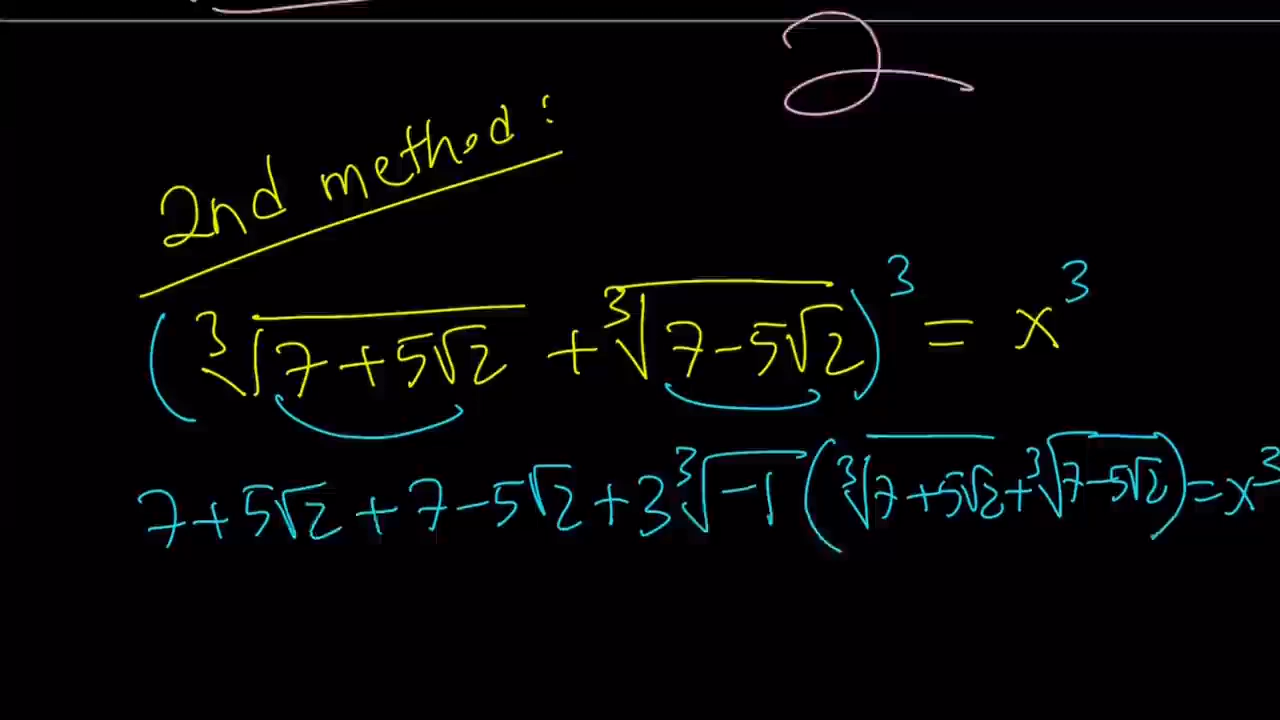 2
2nd method:
(∛(7+5√2) + ∛(7-5√2))³ = x³
7+5√2+7-5√2+3∛-1 (∛(7+5√2)+∛(7-5√2))=x³